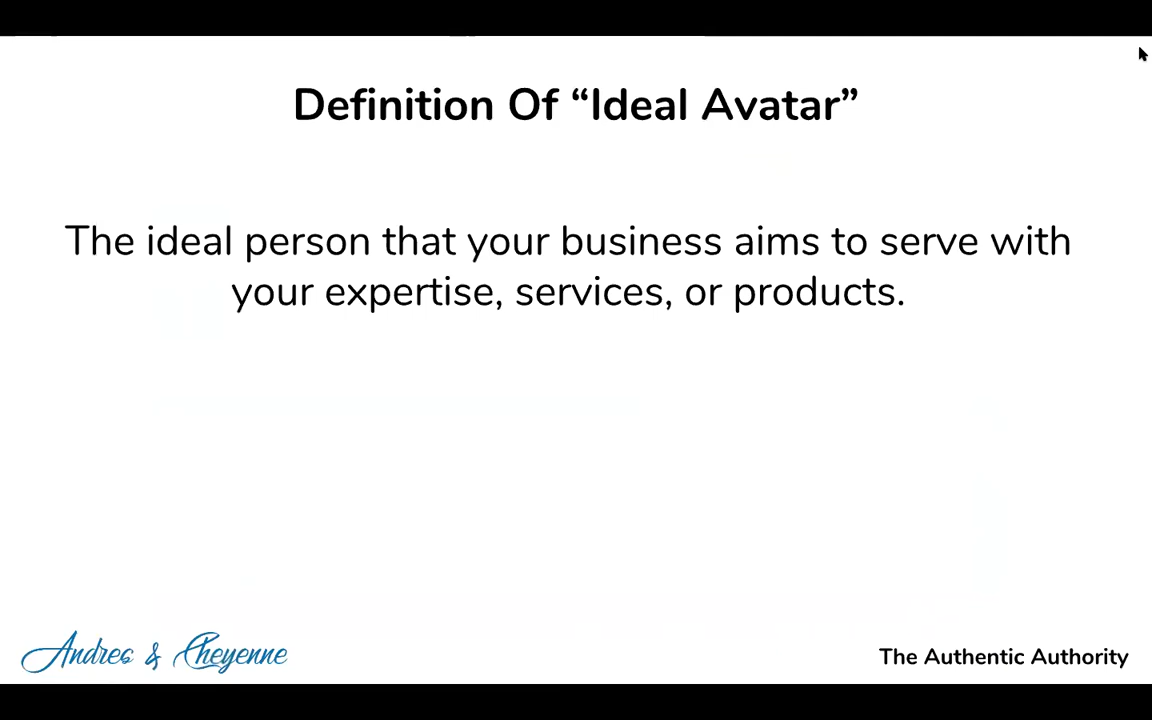 Definition Of “Ideal Avatar”
The ideal person that your business aims to serve with
your expertise, services, or products.
Andres & Cheyenne
The Authentic Authority